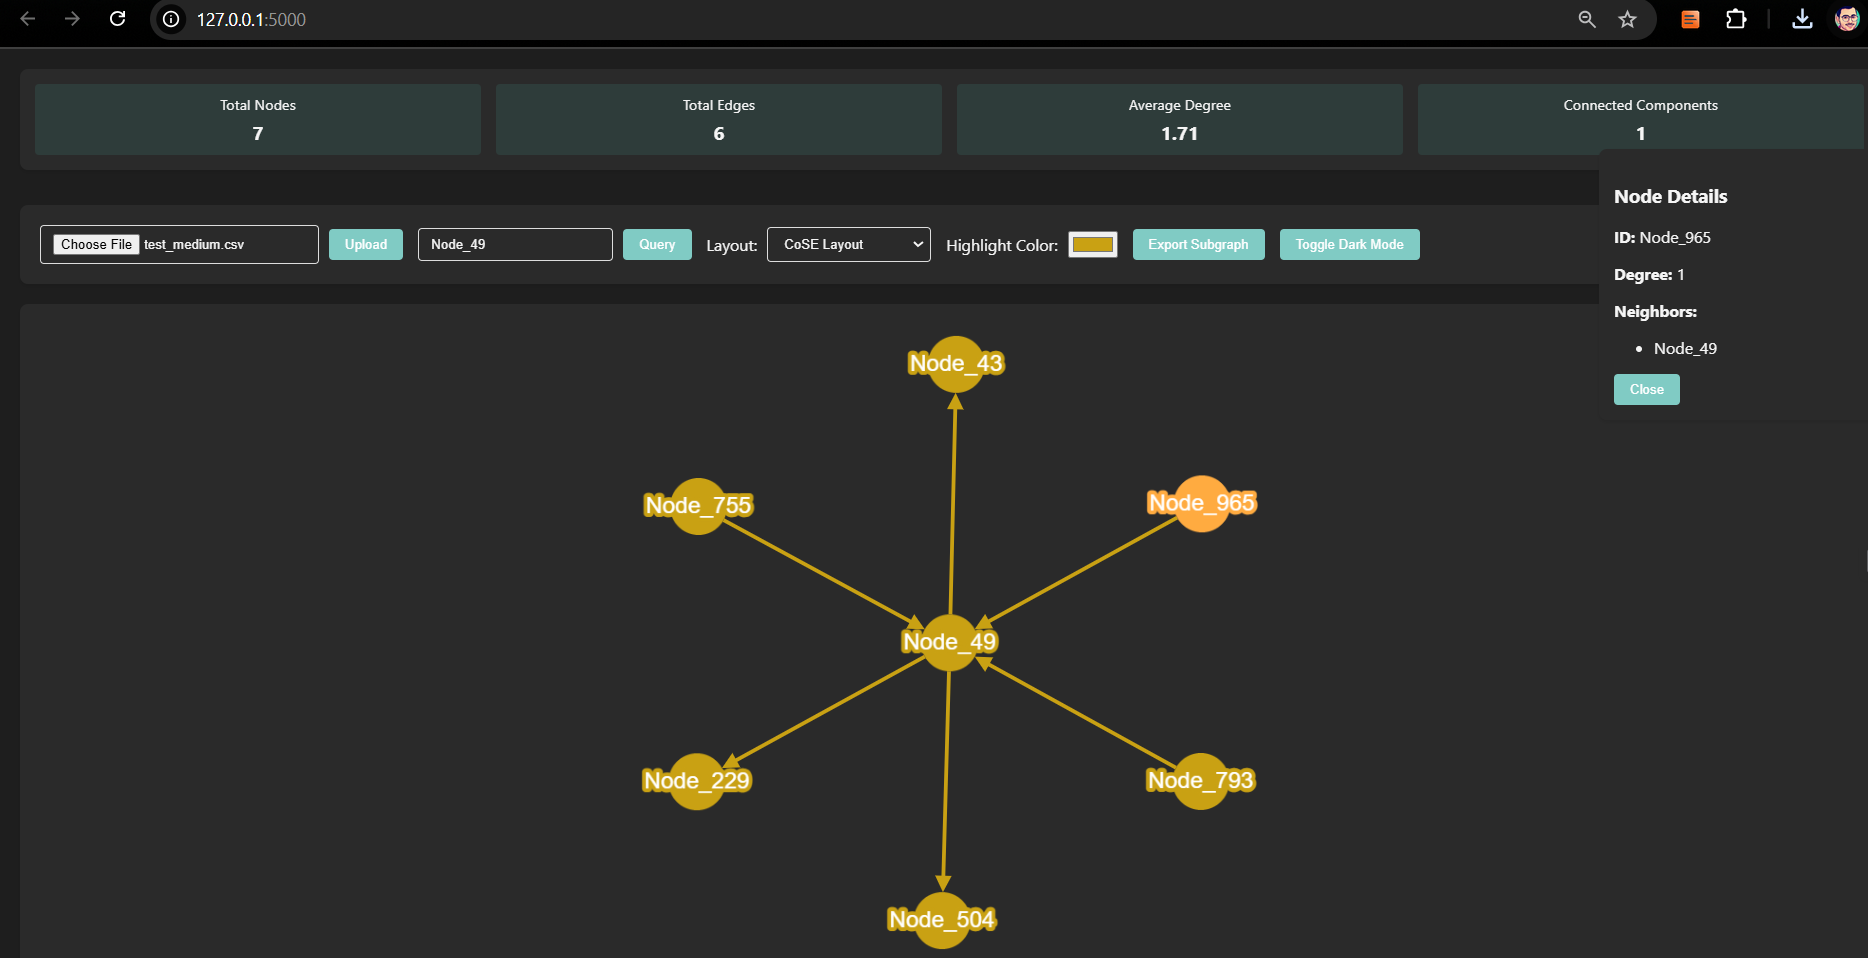 127.0.0.1:5000
Total Nodes
7
Total Edges
6
Average Degree
1.71
Connected Components
1
Choose File test_medium.csv
Upload
Node_49
Query
Layout:
CoSE Layout
Highlight Color:
Export Subgraph
Toggle Dark Mode
Node Details
ID: Node_965
Degree: 1
Neighbors:
Node_49
Close
Node_43
Node_755
Node_965
Node_49
Node_229
Node_793
Node_504